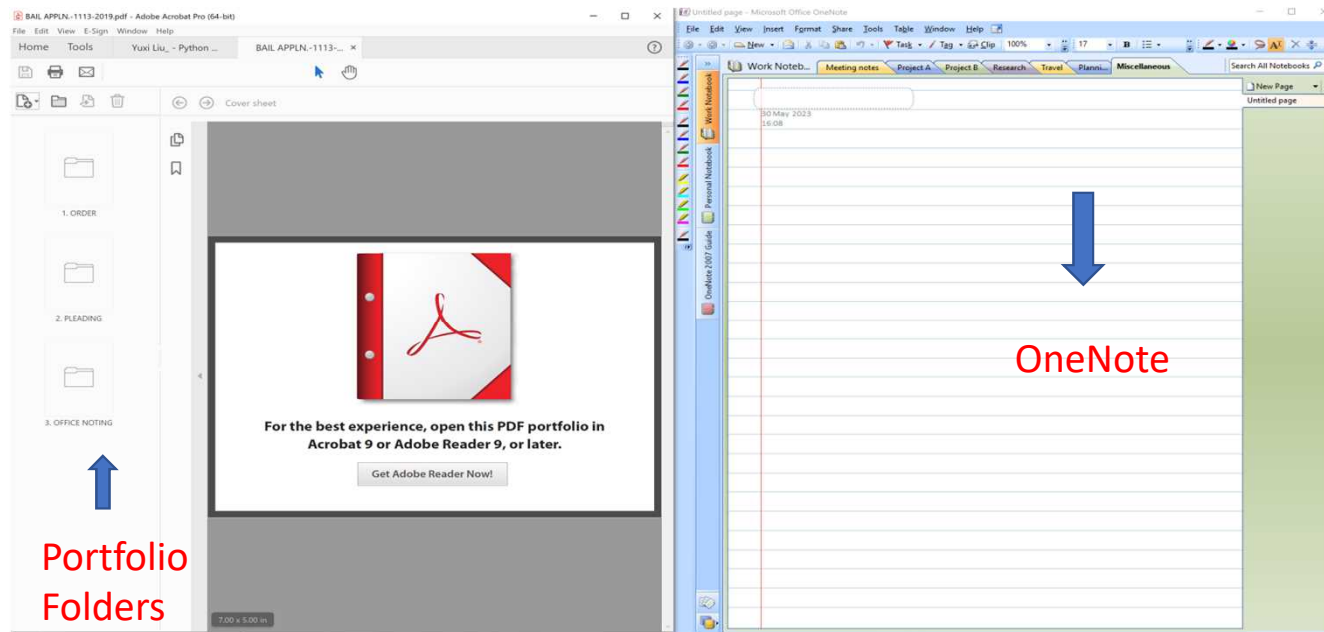 BAIL APPLN.-1113-2019.pdf - Adobe Acrobat Pro (64-bit)
File Edit View E-Sign Window Help
Home Tools Yuxi Liu_ - Python ... BAIL APPLN.-1113-... ×
Cover sheet
1. ORDER
2. PLEADING
3. OFFICE NOTING
Portfolio
Folders
For the best experience, open this PDF portfolio in
Acrobat 9 or Adobe Reader 9, or later.
Get Adobe Reader Now!
7.00 x 5.00 in
Untitled page - Microsoft Office OneNote
File Edit View Insert Format Share Tools Table Window Help
New Task Tag Clip 100% 17 B
Work Noteb... Meeting notes Project A Project B Research Travel Planni... Miscellaneous Search All Notebooks
New Page
Untitled page
Work Notebook
Personal Notebook
OneNote 2007 Guide
30 May 2023
16:08
OneNote